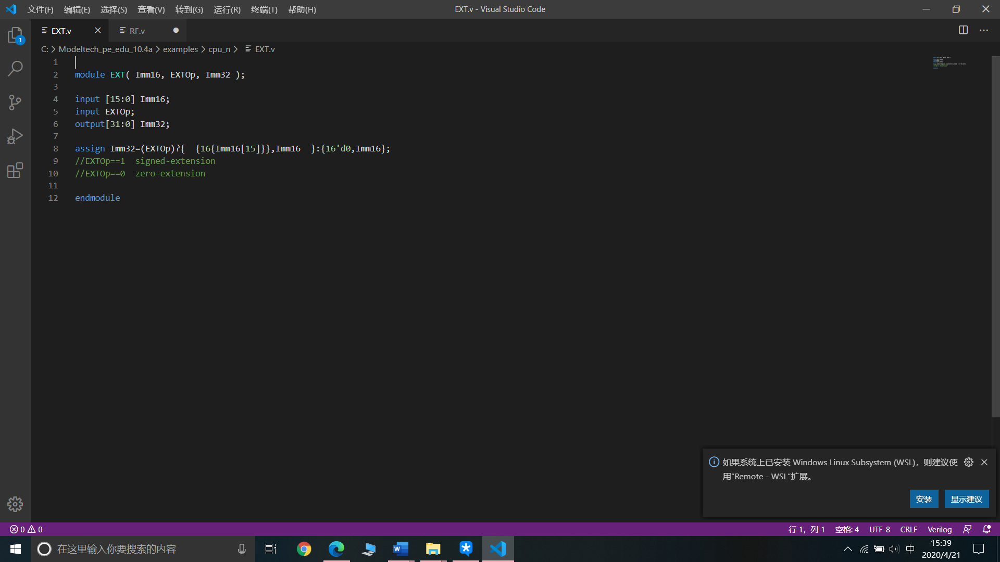 文件(F) 编辑(E) 选择(S) 查看(V) 转到(G) 运行(R) 终端(T) 帮助(H) EXT.v - Visual Studio Code
EXT.v RF.v
1
C: > Modeltech_pe_edu_10.4a > examples > cpu_n > EXT.v
1
2 module EXT( Imm16, EXTOp, Imm32 );
3
4 input [15:0] Imm16;
5 input EXTOp;
6 output[31:0] Imm32;
7
8 assign Imm32=(EXTOp)?{  {16{Imm16[15]}},Imm16  }:{16'd0,Imm16};
9 //EXTOp==1  signed-extension
10 //EXTOp==0  zero-extension
11
12 endmodule
如果系统上已安装 Windows Linux Subsystem (WSL)，则建议使
用"Remote - WSL"扩展。
安装 显示建议
0 0 行 1，列 1 空格: 4 UTF-8 CRLF Verilog
在这里输入你要搜索的内容
中 15:39
2020/4/21